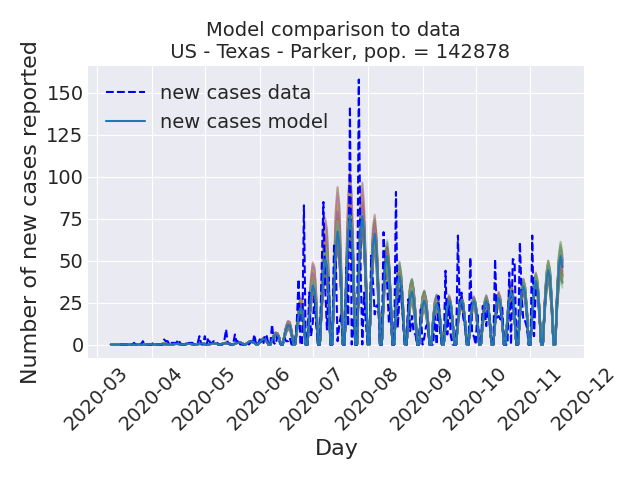 Model comparison to data
US - Texas - Parker, pop. = 142878
Number of new cases reported
new cases data
new cases model
150
125
100
75
50
25
0
2020-03
2020-04
2020-05
2020-06
2020-07
2020-08
2020-09
2020-10
2020-11
2020-12
Day